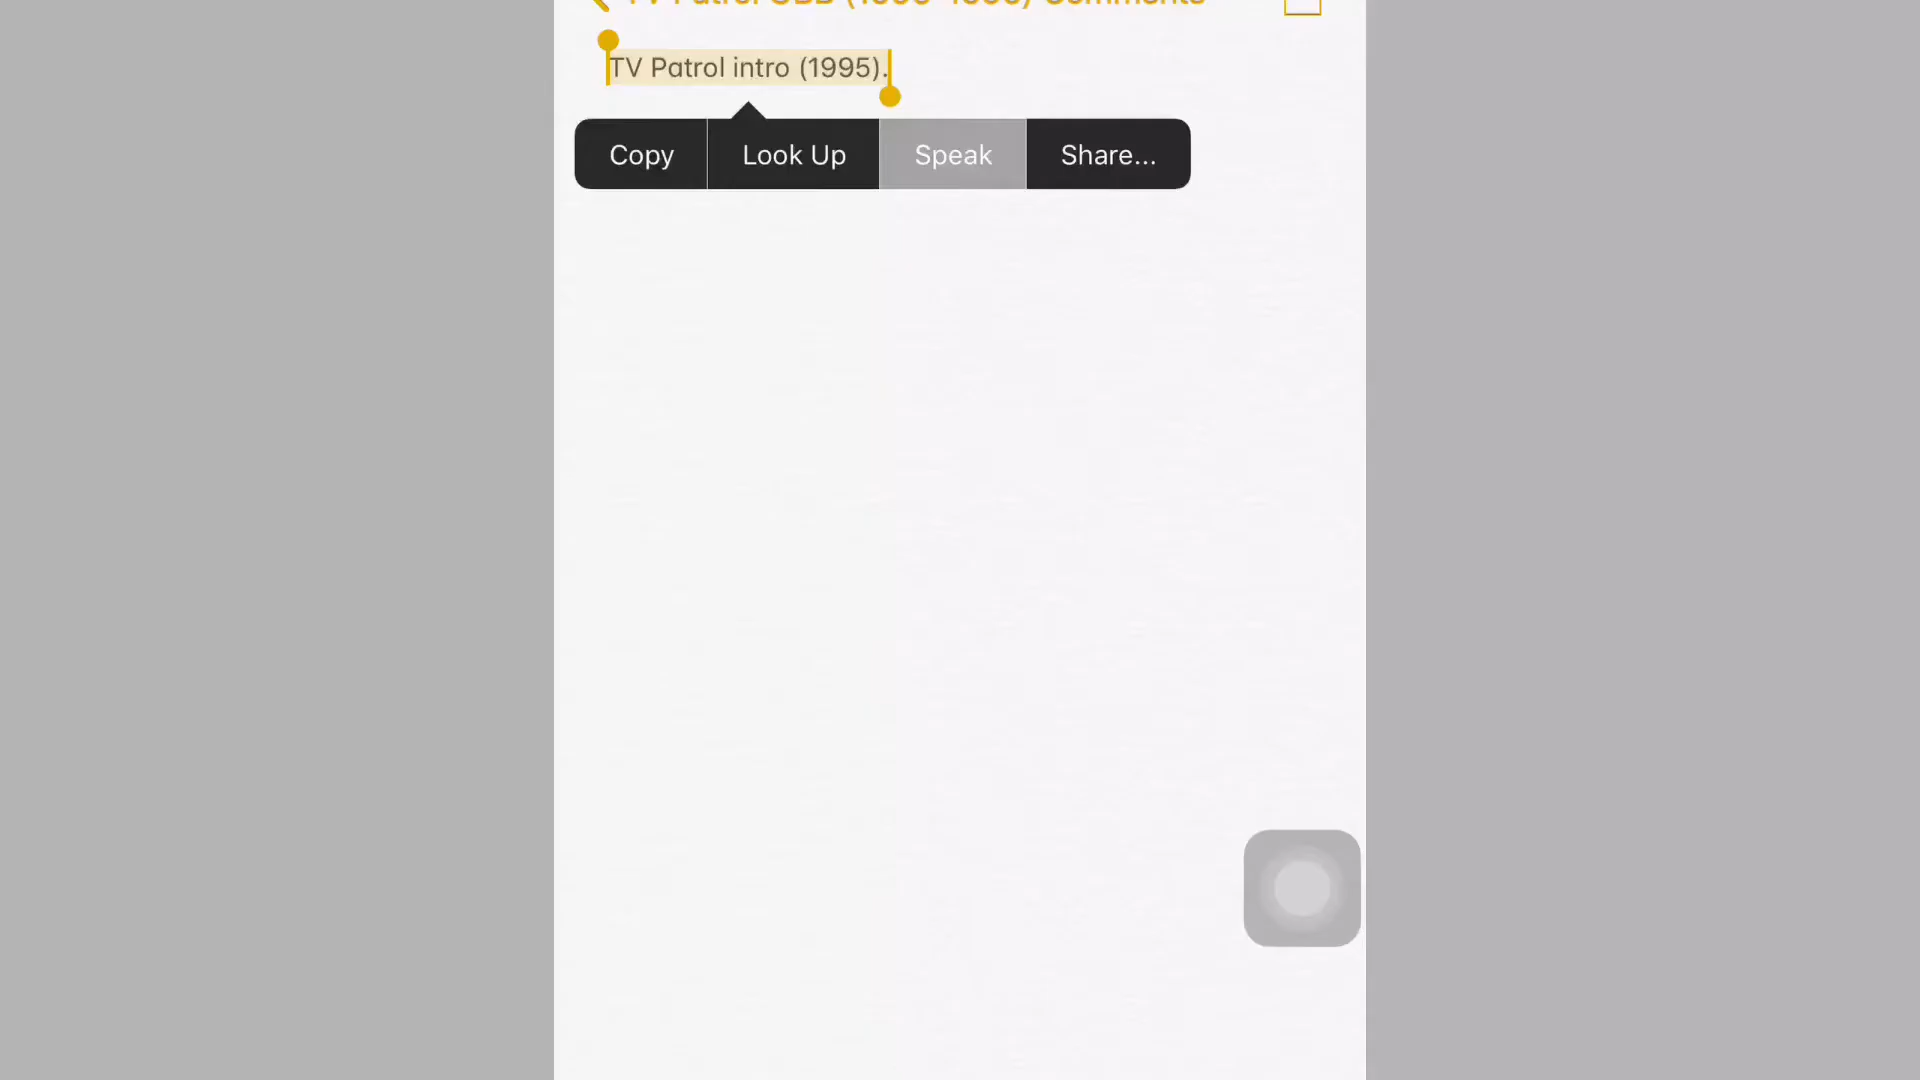 TV Patrol intro (1995).
Copy
Look Up
Speak
Share...